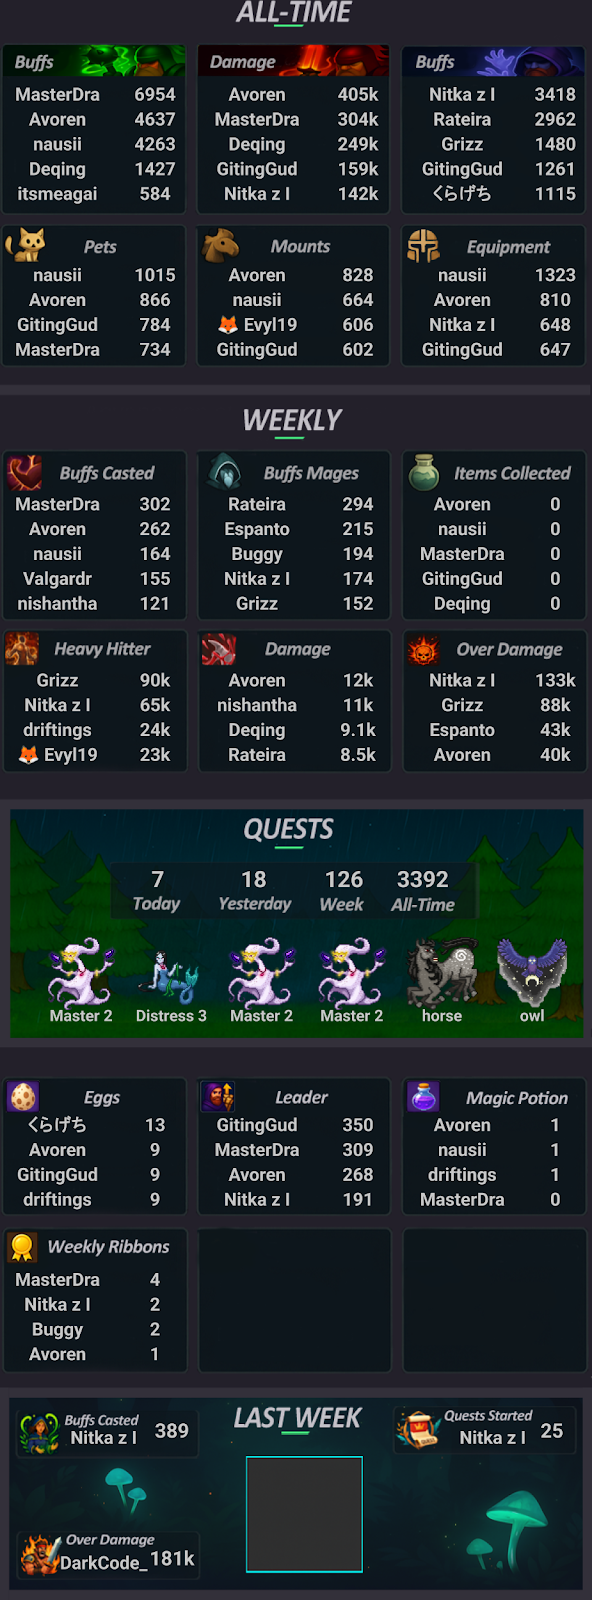 ALL-TIME
Buffs
MasterDra 6954
Avoren 4637
nausii 4263
Deqing 1427
itsmeagai 584
Damage
Avoren 405k
MasterDra 304k
Deqing 249k
GitingGud 159k
Nitka z I 142k
Buffs
Nitka z I 3418
Rateira 2962
Grizz 1480
GitingGud 1261
くらげち 1115
Pets
nausii 1015
Avoren 866
GitingGud 784
MasterDra 734
Mounts
Avoren 828
nausii 664
🦊 Evyl19 606
GitingGud 602
Equipment
nausii 1323
Avoren 810
Nitka z I 648
GitingGud 647
WEEKLY
Buffs Casted
MasterDra 302
Avoren 262
nausii 164
Valgardr 155
nishantha 121
Buffs Mages
Rateira 294
Espanto 215
Buggy 194
Nitka z I 174
Grizz 152
Items Collected
Avoren 0
nausii 0
MasterDra 0
GitingGud 0
Deqing 0
Heavy Hitter
Grizz 90k
Nitka z I 65k
driftings 24k
🦊 Evyl19 23k
Damage
Avoren 12k
nishantha 11k
Deqing 9.1k
Rateira 8.5k
Over Damage
Nitka z I 133k
Grizz 88k
Espanto 43k
Avoren 40k
QUESTS
7 18 126 3392
Today Yesterday Week All-Time
Master 2 Distress 3 Master 2 Master 2 horse owl
Eggs
くらげち 13
Avoren 9
GitingGud 9
driftings 9
Leader
GitingGud 350
MasterDra 309
Avoren 268
Nitka z I 191
Magic Potion
Avoren 1
nausii 1
driftings 1
MasterDra 0
Weekly Ribbons
MasterDra 4
Nitka z I 2
Buggy 2
Avoren 1
LAST WEEK
Buffs Casted
Nitka z I 389
Quests Started
Nitka z I 25
Over Damage
DarkCode_ 181k